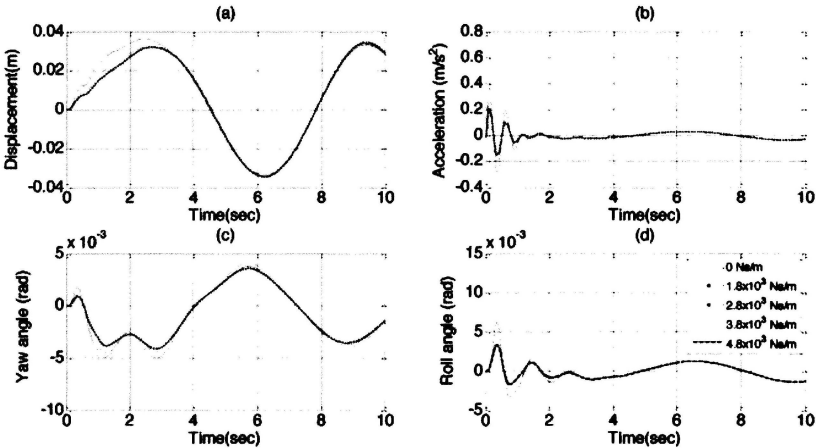 (a)
0.04
0.02
0
-0.02
-0.04
Displacement(m)
0 2 4 6 8 10
Time(sec)
(b)
0.8
0.6
0.4
0.2
0
-0.2
-0.4
Acceleration (m/s²)
0 2 4 6 8 10
Time(sec)
(c)
x 10⁻³
5
0
-5
-10
Yaw angle (rad)
0 2 4 6 8 10
Time(sec)
(d)
x 10⁻³
15
10
5
0
-5
Roll angle (rad)
0 2 4 6 8 10
Time(sec)
0 Ns/m
1.8x10³ Ns/m
2.8x10³ Ns/m
3.8x10³ Ns/m
4.8x10³ Ns/m